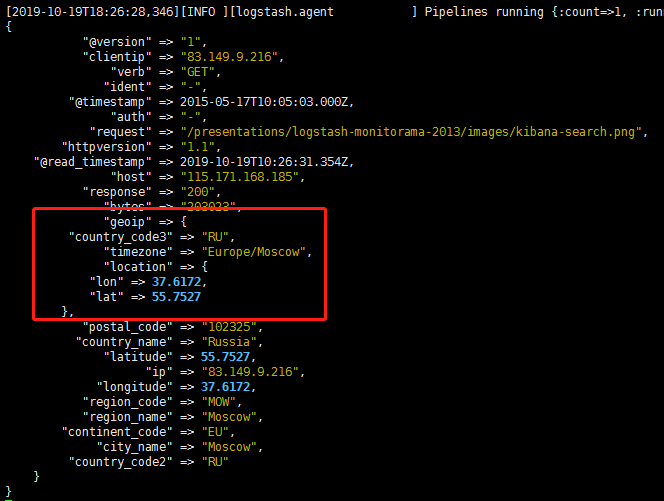 [2019-10-19T18:26:28,346][INFO ][logstash.agent           ] Pipelines running {:count=>1, :run
{
"@version" => "1",
"clientip" => "83.149.9.216",
"verb" => "GET",
"ident" => "-",
"@timestamp" => 2015-05-17T10:05:03.000Z,
"auth" => "-",
"request" => "/presentations/logstash-monitorama-2013/images/kibana-search.png",
"httpversion" => "1.1",
"@read_timestamp" => 2019-10-19T10:26:31.354Z,
"host" => "115.171.168.185",
"response" => "200",
"bytes" => "203023",
"geoip" => {
"country_code3" => "RU",
"timezone" => "Europe/Moscow",
"location" => {
"lon" => 37.6172,
"lat" => 55.7527
},
"postal_code" => "102325",
"country_name" => "Russia",
"latitude" => 55.7527,
"ip" => "83.149.9.216",
"longitude" => 37.6172,
"region_code" => "MOW",
"region_name" => "Moscow",
"continent_code" => "EU",
"city_name" => "Moscow",
"country_code2" => "RU"
}
}